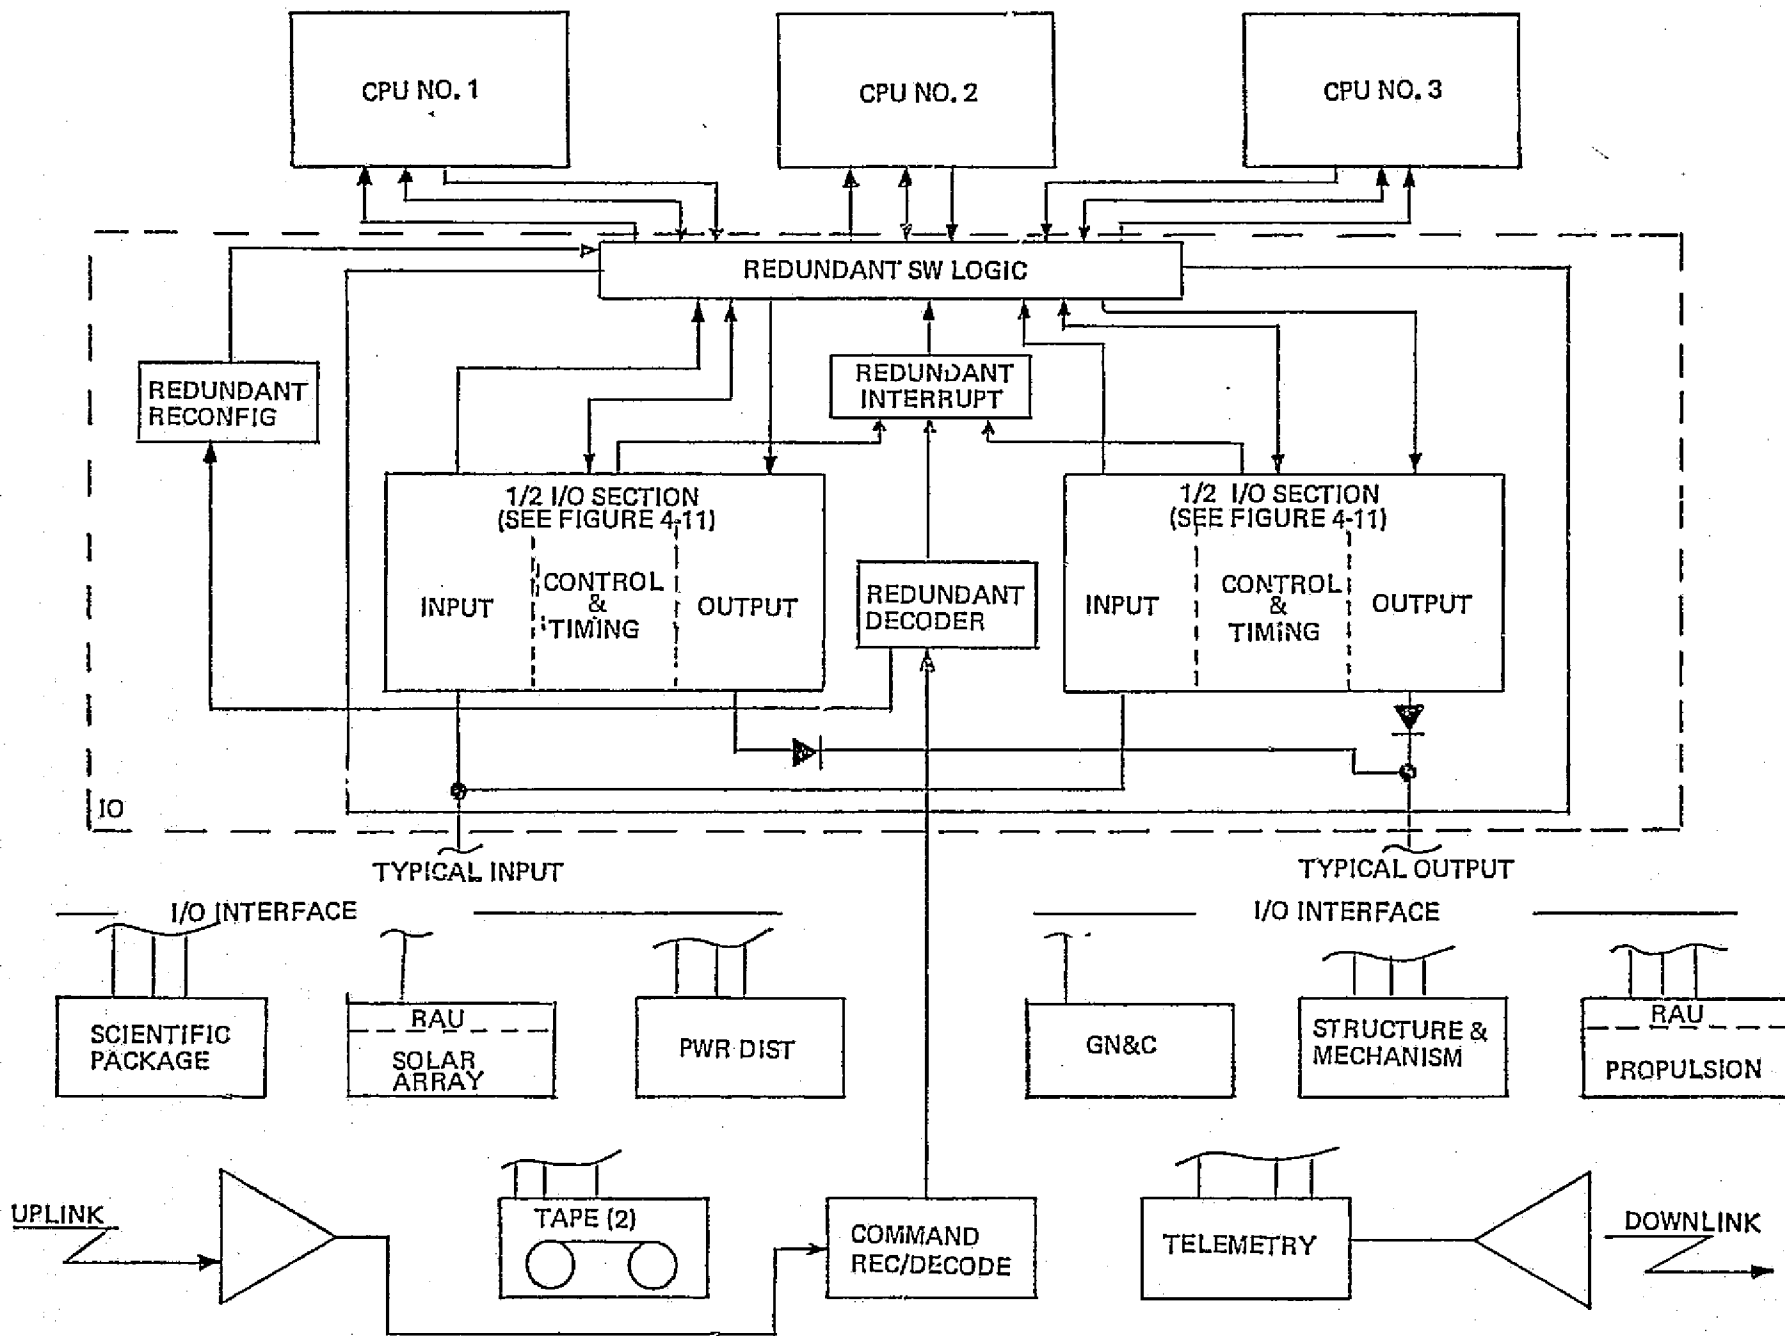 CPU NO. 1
CPU NO. 2
CPU NO. 3
REDUNDANT SW LOGIC
REDUNDANT
RECONFIG
REDUNDANT
INTERRUPT
1/2 I/O SECTION
(SEE FIGURE 4-11)
INPUT
CONTROL
&
TIMING
OUTPUT
REDUNDANT
DECODER
1/2 I/O SECTION
(SEE FIGURE 4-11)
INPUT
CONTROL
&
TIMING
OUTPUT
IO
TYPICAL INPUT
TYPICAL OUTPUT
I/O INTERFACE
I/O INTERFACE
SCIENTIFIC
PACKAGE
RAU
SOLAR
ARRAY
PWR DIST
GN&C
STRUCTURE &
MECHANISM
RAU
PROPULSION
UPLINK
TAPE (2)
COMMAND
REC/DECODE
TELEMETRY
DOWNLINK